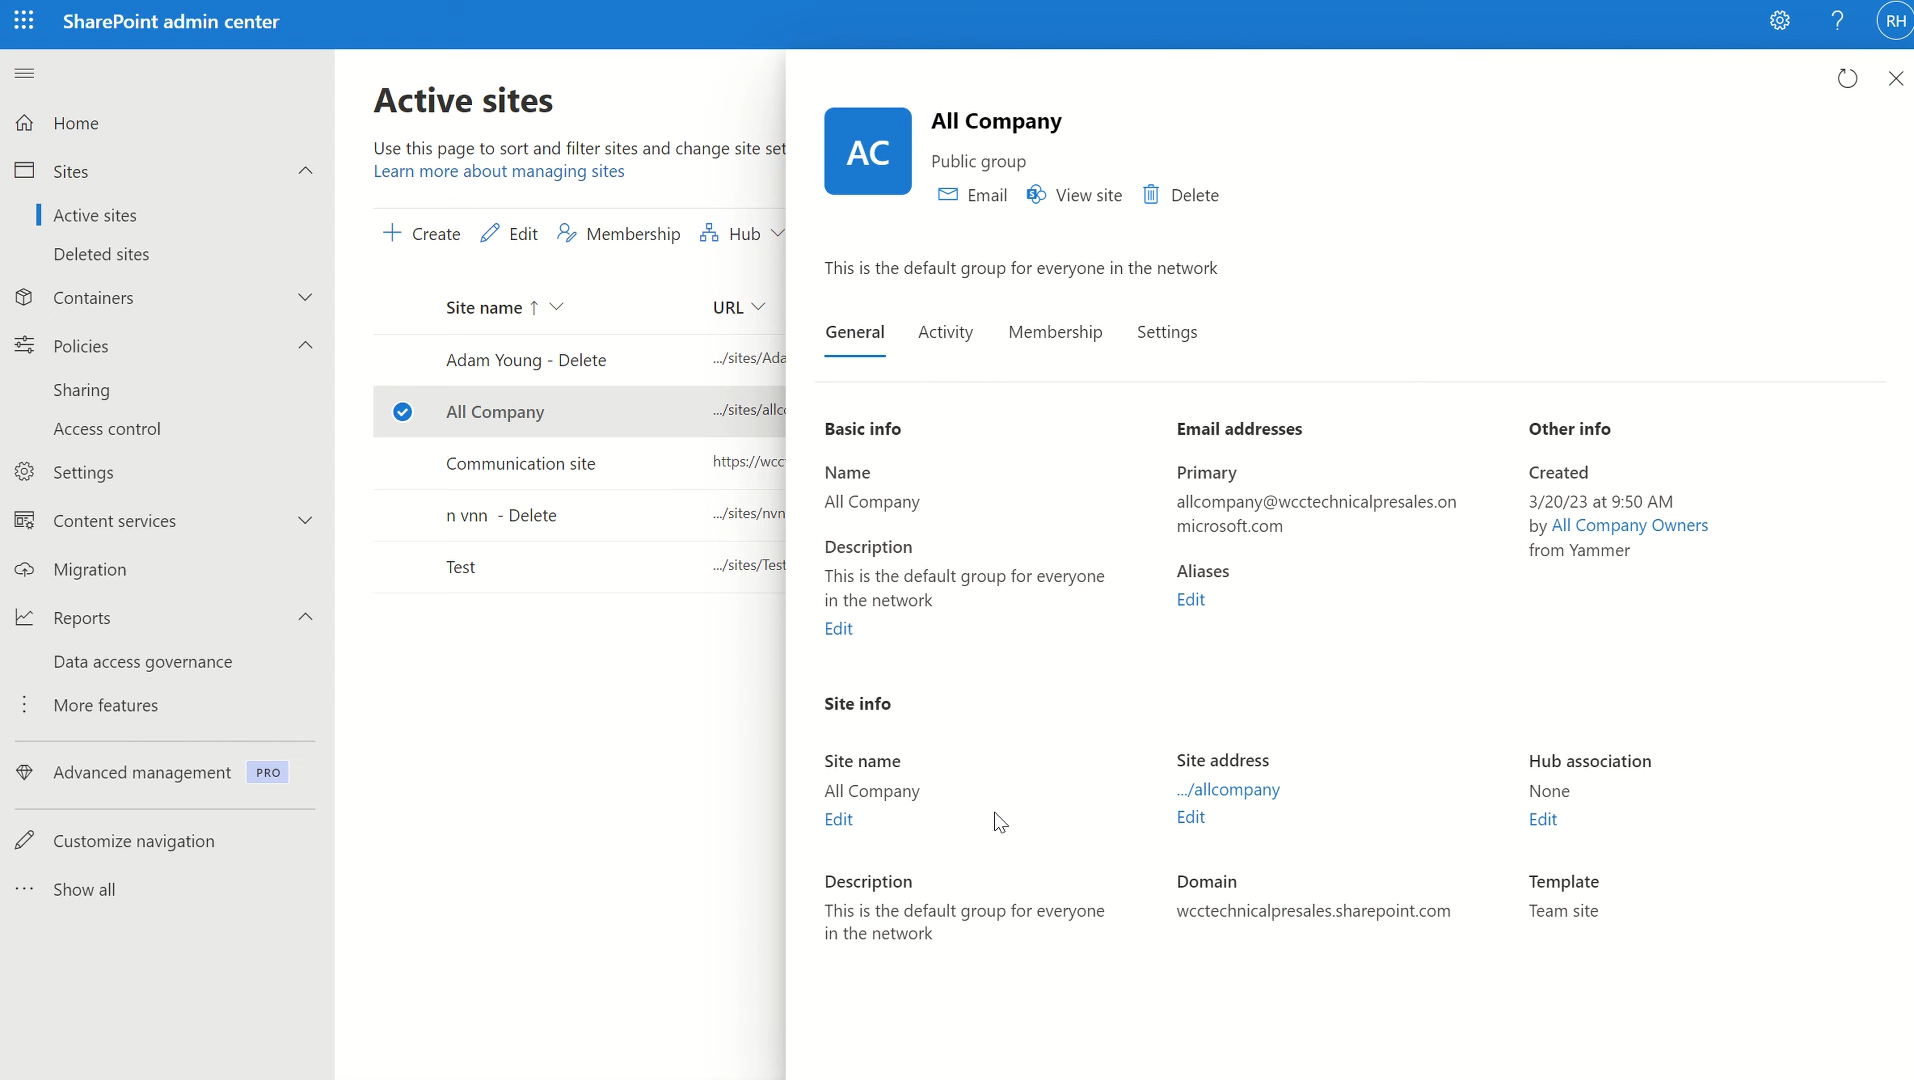 SharePoint admin center
RH
Home
Sites
Active sites
Deleted sites
Containers
Policies
Sharing
Access control
Settings
Content services
Migration
Reports
Data access governance
More features
Advanced management PRO
Customize navigation
Show all
Active sites
Use this page to sort and filter sites and change site set
Learn more about managing sites
Create Edit Membership Hub
Site name ↑ URL
Adam Young - Delete .../sites/Ada
All Company .../sites/allco
Communication site https://wcc
n vnn - Delete .../sites/nvn
Test .../sites/Test
AC
All Company
Public group
Email View site Delete
This is the default group for everyone in the network
General Activity Membership Settings
Basic info
Name
All Company
Description
This is the default group for everyone
in the network
Edit
Email addresses
Primary
allcompany@wcctechnicalpresales.on
microsoft.com
Aliases
Edit
Other info
Created
3/20/23 at 9:50 AM
by All Company Owners
from Yammer
Site info
Site name
All Company
Edit
Site address
.../allcompany
Edit
Hub association
None
Edit
Description
This is the default group for everyone
in the network
Domain
wcctechnicalpresales.sharepoint.com
Template
Team site